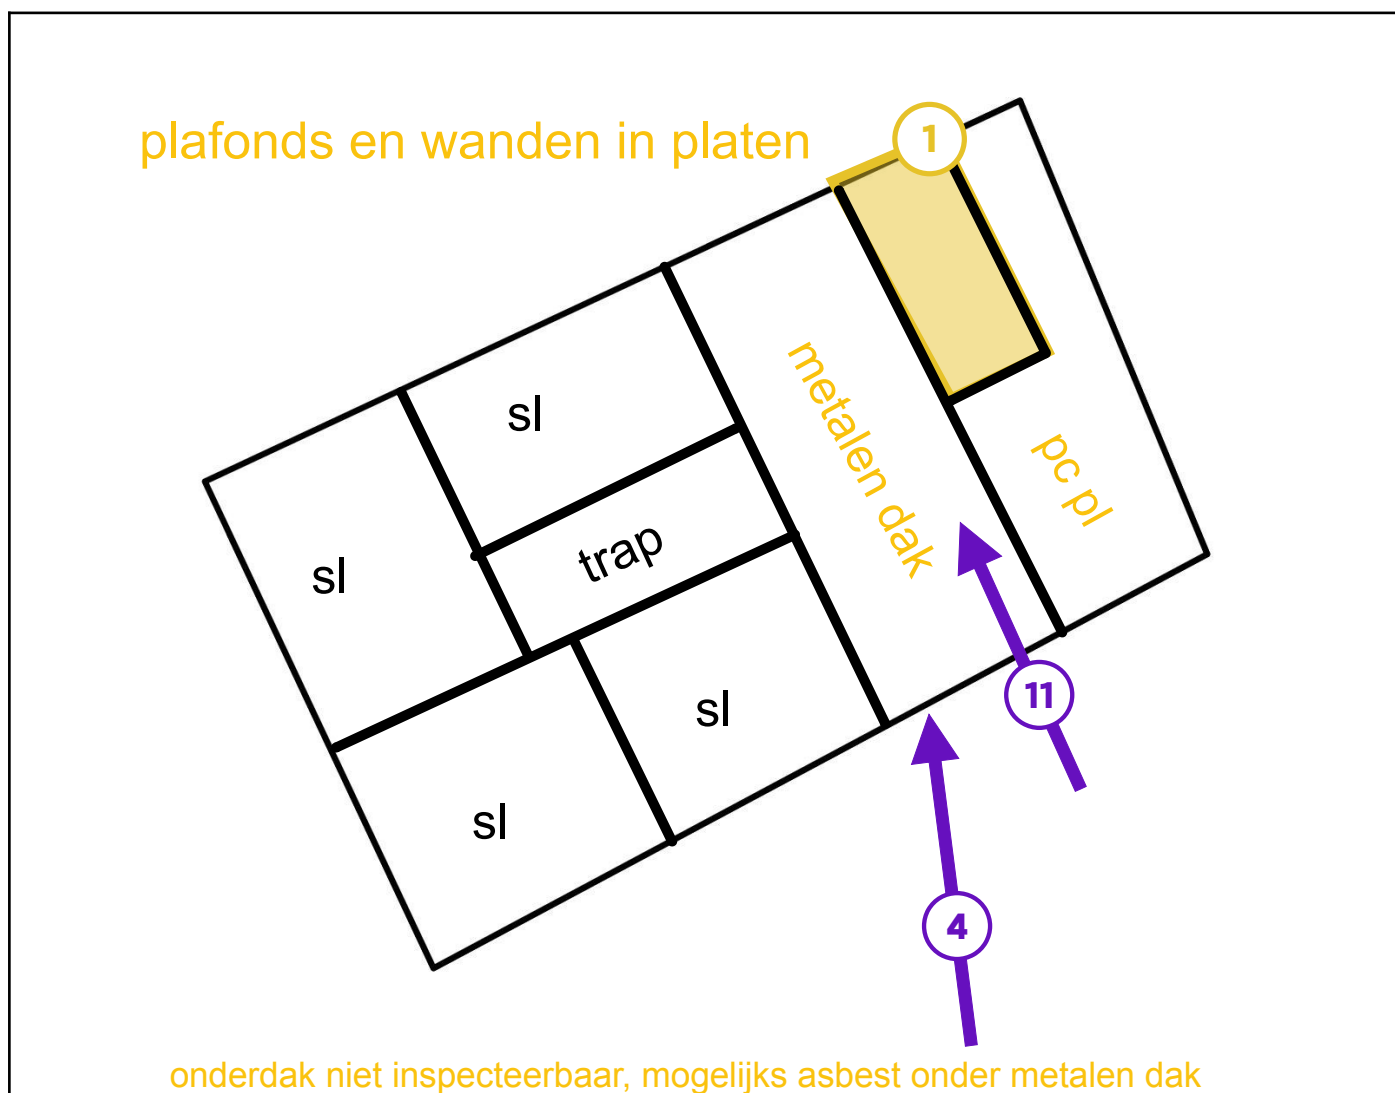 plafonds en wanden in platen
1
sl
metalen dak
pc pl
trap
sl
sl
11
sl
4
onderdak niet inspecteerbaar, mogelijks asbest onder metalen dak